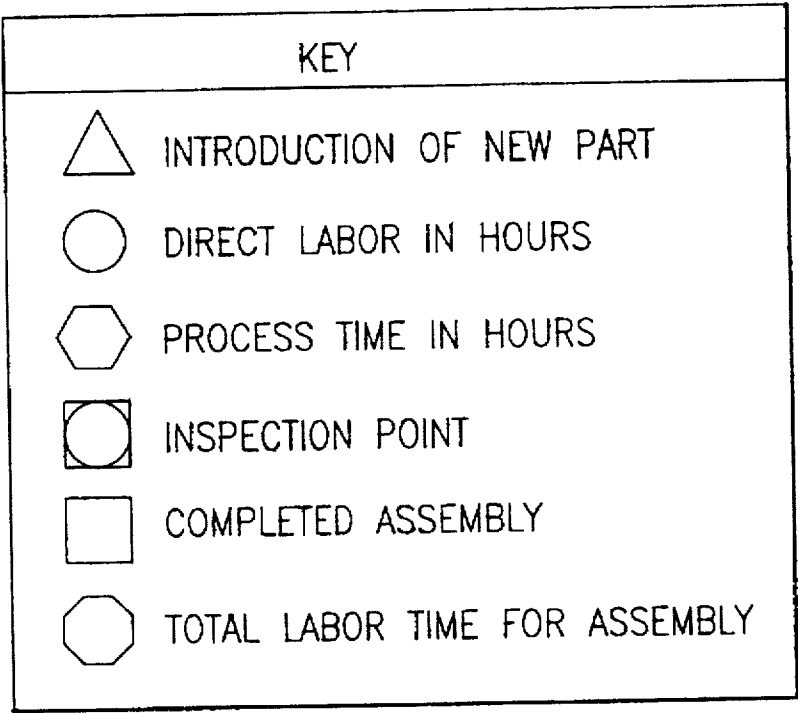 KEY
INTRODUCTION OF NEW PART
DIRECT LABOR IN HOURS
PROCESS TIME IN HOURS
INSPECTION POINT
COMPLETED ASSEMBLY
TOTAL LABOR TIME FOR ASSEMBLY